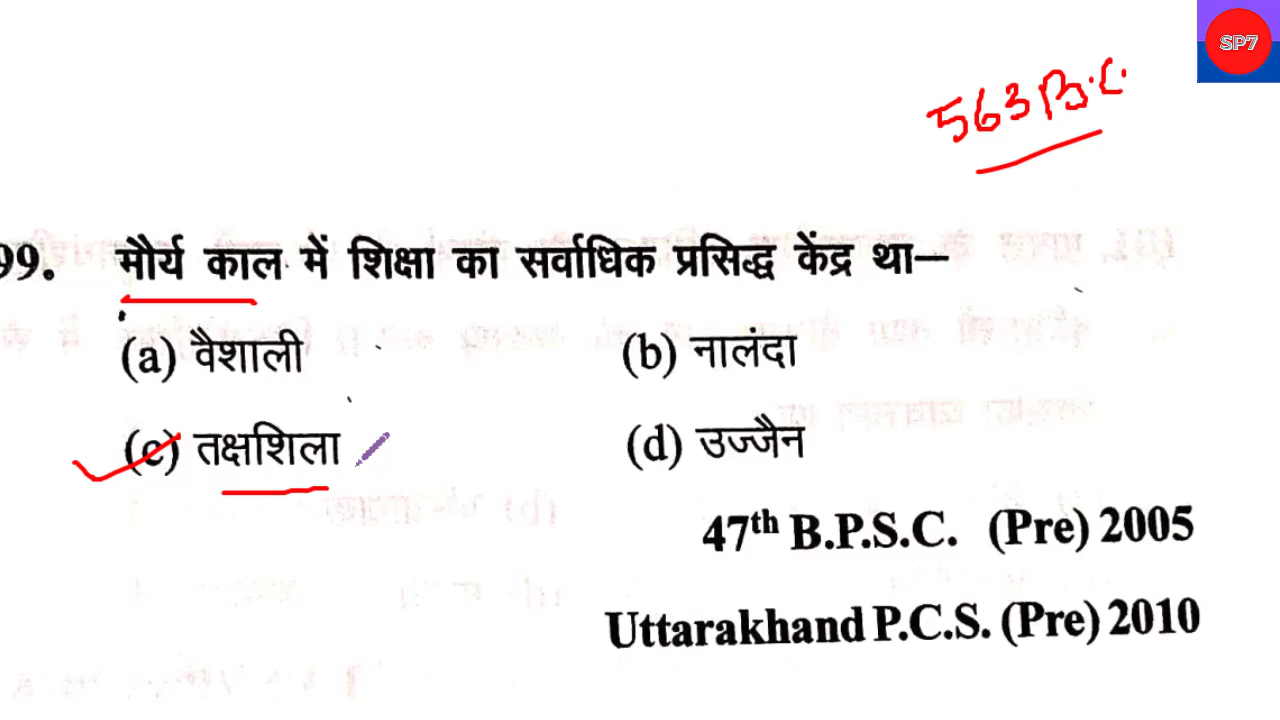 SP7
563 B.C.
99. मौर्य काल में शिक्षा का सर्वाधिक प्रसिद्ध केंद्र था—
(a) वैशाली (b) नालंदा
(c) तक्षशिला (d) उज्जैन
47th B.P.S.C. (Pre) 2005
Uttarakhand P.C.S. (Pre) 2010